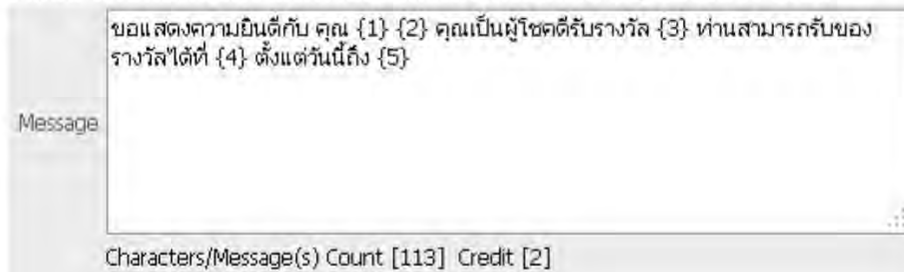 ขอแสดงความยินดีกับ คุณ {1} {2} คุณเป็นผู้โชคดีรับรางวัล {3} ท่านสามารถรับของ
รางวัลได้ที่ {4} ตั้งแต่วันนี้ถึง {5}
Message
Characters/Message(s) Count [113] Credit [2]